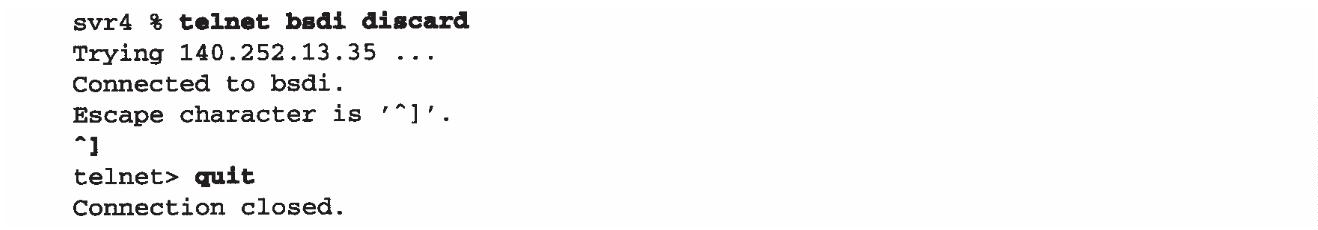 svr4 % telnet bsdi discard
Trying 140.252.13.35 ...
Connected to bsdi.
Escape character is '^]'.
^]
telnet> quit
Connection closed.